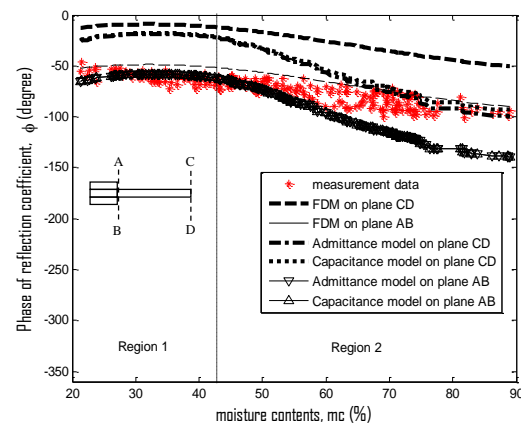 0
-50
-100
-150
-200
-250
-300
-350
Phase of reflection coefficient, ϕ (degree)
A
C
B
D
measurement data
FDM on plane CD
FDM on plane AB
Admittance model on plane CD
Capacitance model on plane CD
Admittance model on plane AB
Capacitance model on plane AB
Region 1
Region 2
20
30
40
50
60
70
80
90
moisture contents, mc (%)